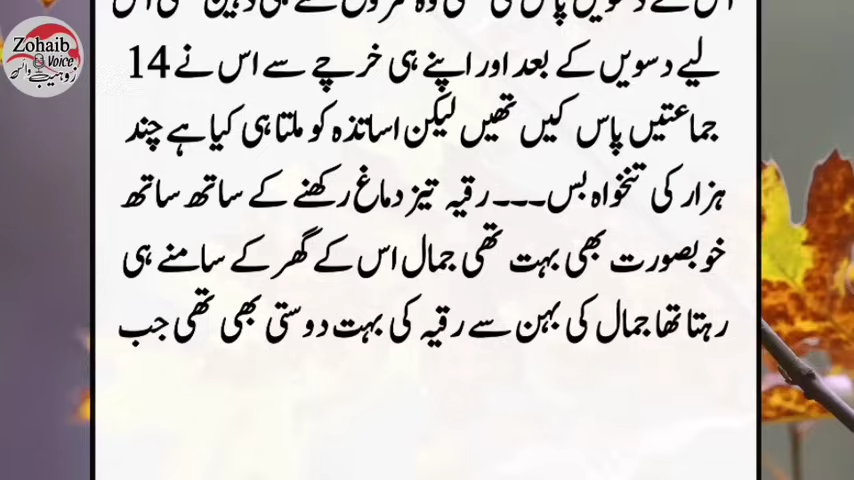 Zohaib
Voice
زوہیب وائس
لیے دسویں کے بعد اور اپنے ہی خرچے سے اس نے 14
جماعتیں پاس کیں تھیں لیکن اساتذہ کو ملتا ہی کیا ہے چند
ہزار کی تنخواہ بس۔۔۔ رقیہ تیز دماغ رکھنے کے ساتھ ساتھ
خوبصورت بھی بہت تھی جمال اس کے گھر کے سامنے ہی
رہتا تھا جمال کی بہن سے رقیہ کی بہت دوستی بھی تھی جب